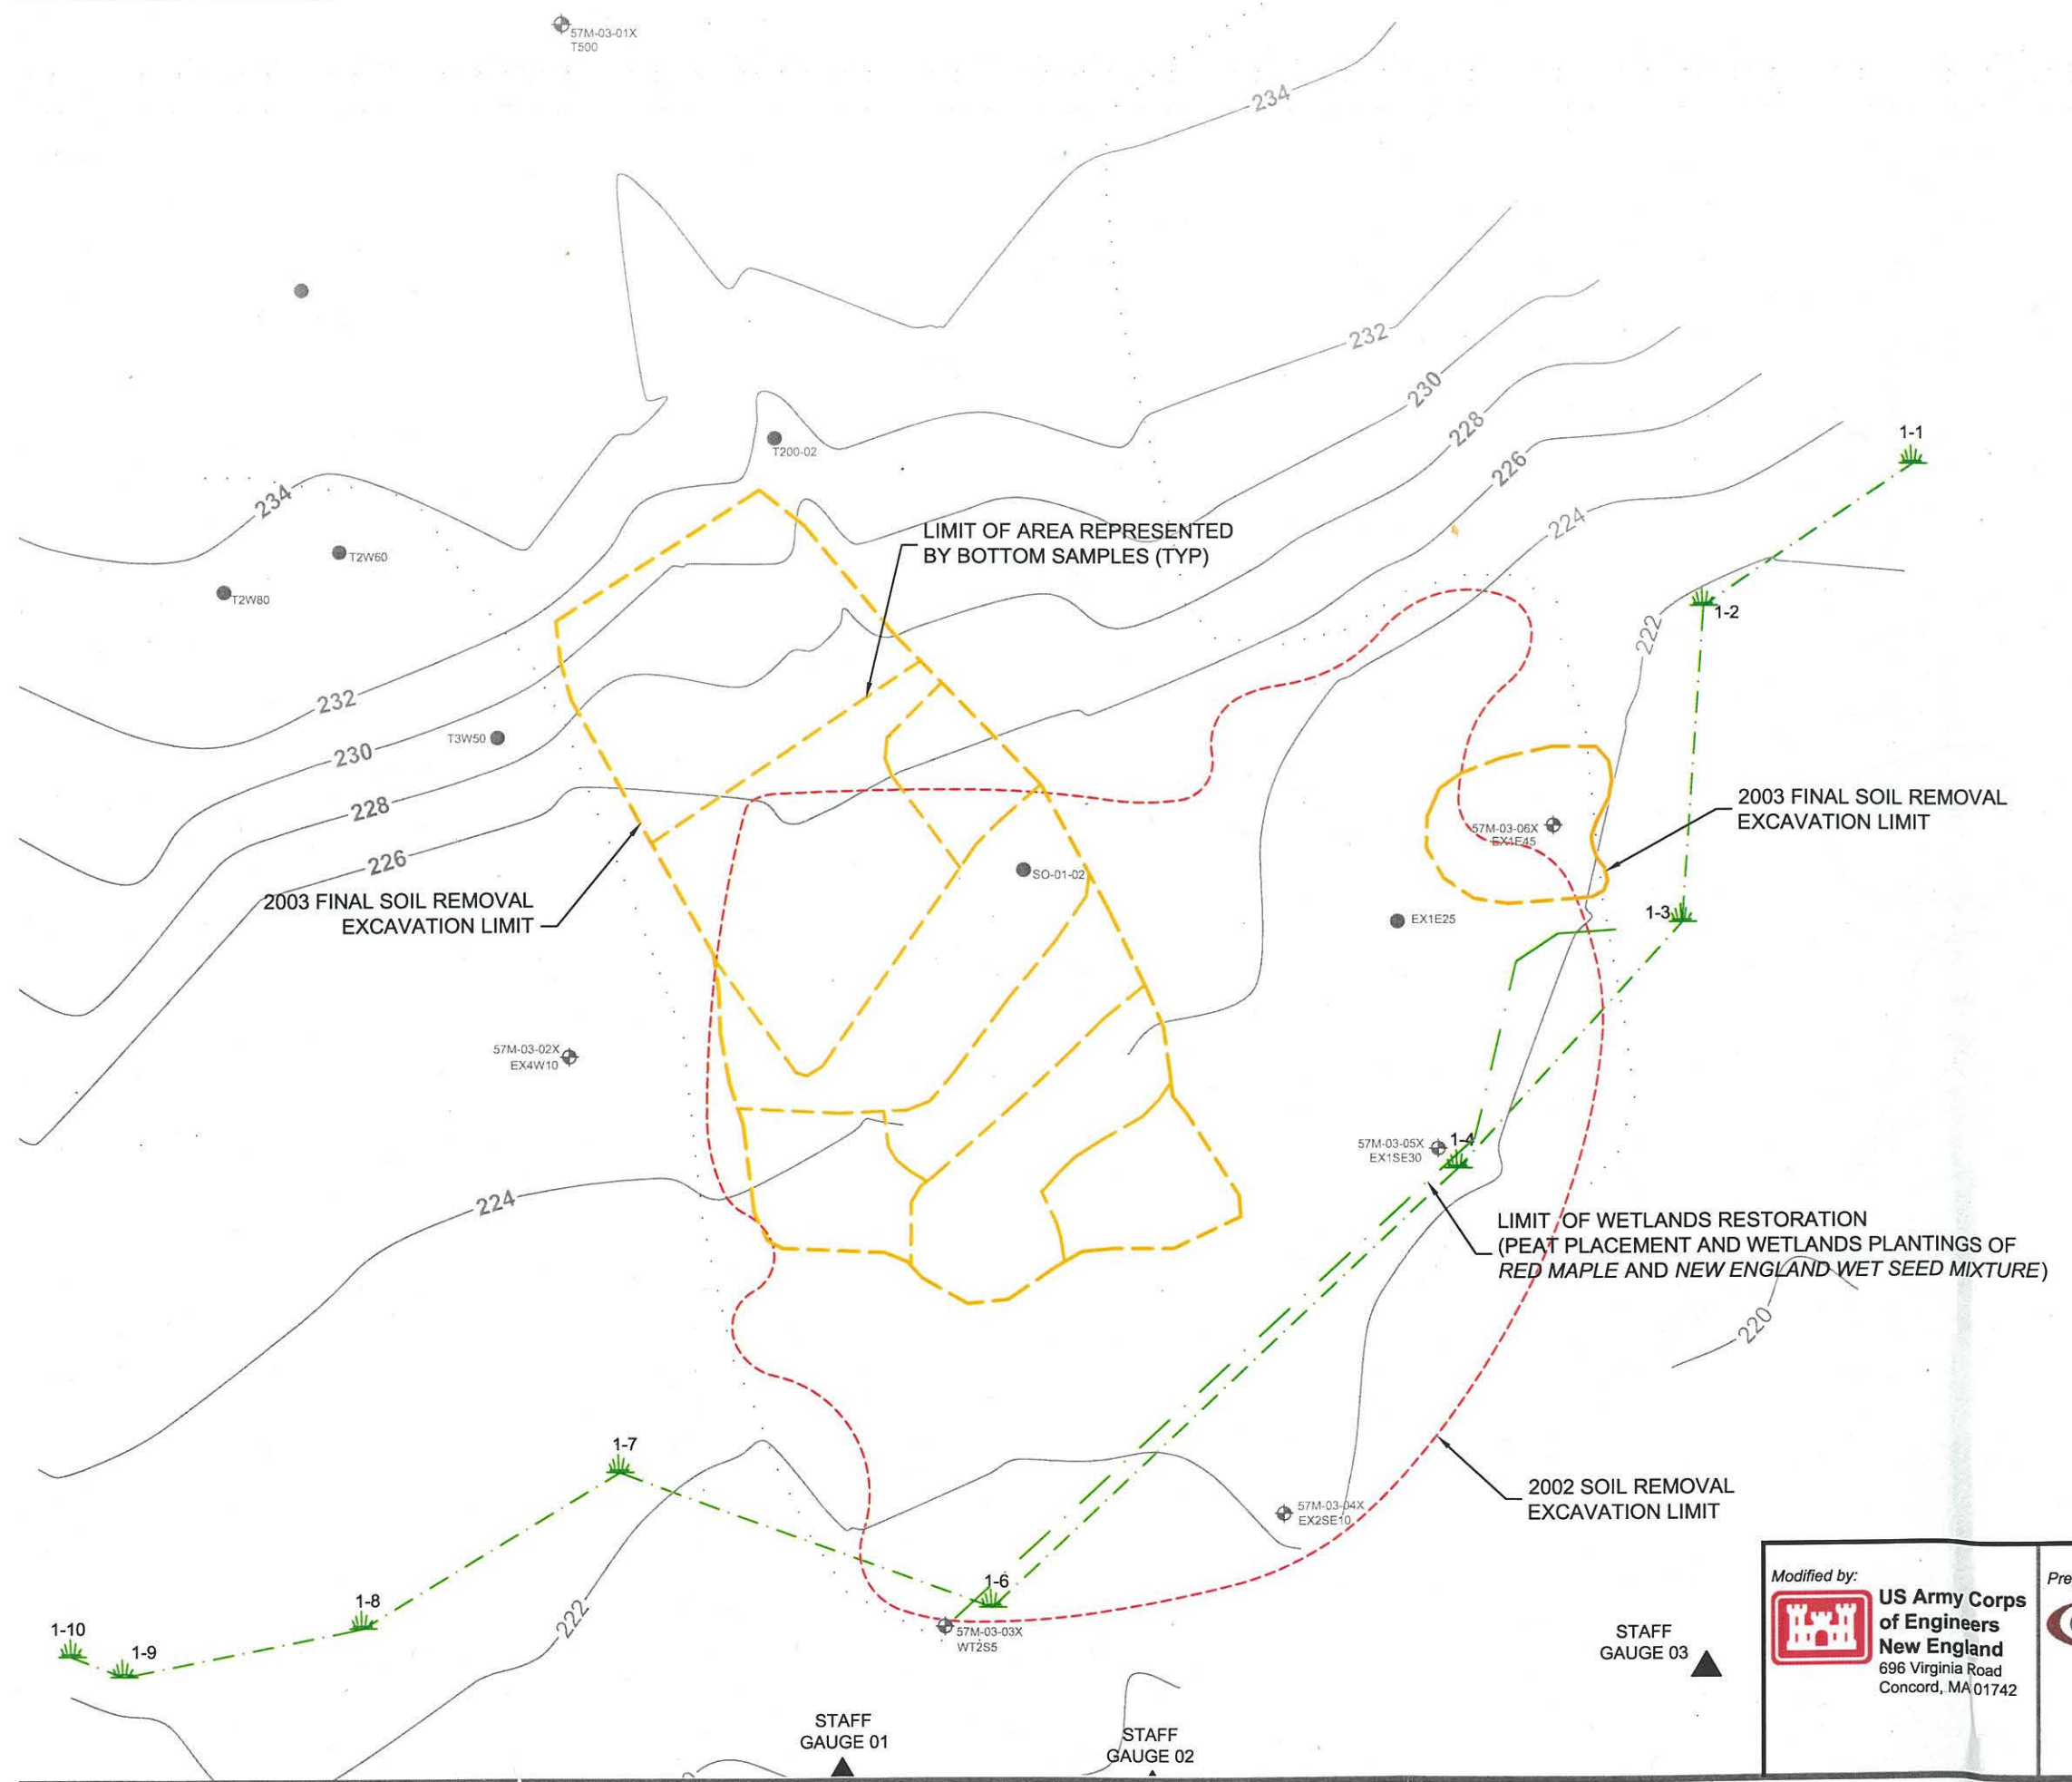 57M-03-01X
T500
234
232
230
228
226
224
1-1
T200-02
234
T2W60
T2W80
LIMIT OF AREA REPRESENTED
BY BOTTOM SAMPLES (TYP)
1-2
222
232
T3W50
230
228
226
57M-03-06X
EX1E45
2003 FINAL SOIL REMOVAL
EXCAVATION LIMIT
SO-01-02
2003 FINAL SOIL REMOVAL
EXCAVATION LIMIT
EX1E25
1-3
57M-03-02X
EX4W10
57M-03-05X
EX1SE30
1-4
224
LIMIT OF WETLANDS RESTORATION
(PEAT PLACEMENT AND WETLANDS PLANTINGS OF
RED MAPLE AND NEW ENGLAND WET SEED MIXTURE)
220
1-7
57M-03-04X
EX2SE10
2002 SOIL REMOVAL
EXCAVATION LIMIT
1-6
1-8
222
1-10
1-9
57M-03-03X
WT2S5
STAFF
GAUGE 03
STAFF
GAUGE 01
STAFF
GAUGE 02
Modified by:
US Army Corps
of Engineers
New England
696 Virginia Road
Concord, MA 01742
Pre